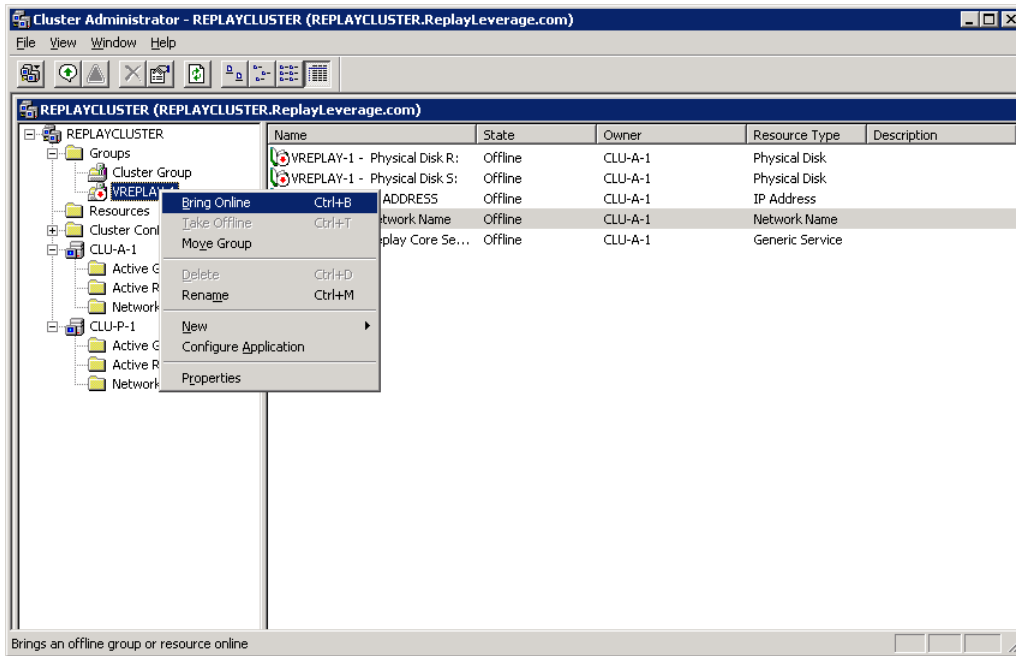 Cluster Administrator - REPLAYCLUSTER (REPLAYCLUSTER.ReplayLeverage.com)
File View Window Help
REPLAYCLUSTER (REPLAYCLUSTER.ReplayLeverage.com)
REPLAYCLUSTER
Groups
Cluster Group
VREPLAY-1
Resources
Cluster Con
CLU-A-1
Active G
Active R
Network
CLU-P-1
Active G
Active R
Network
Bring Online Ctrl+B
Take Offline Ctrl+T
Move Group
Delete Ctrl+D
Rename Ctrl+M
New
Configure Application
Properties
Name State Owner Resource Type Description
VREPLAY-1 - Physical Disk R: Offline CLU-A-1 Physical Disk
VREPLAY-1 - Physical Disk S: Offline CLU-A-1 Physical Disk
ADDRESS Offline CLU-A-1 IP Address
etwork Name Offline CLU-A-1 Network Name
play Core Se... Offline CLU-A-1 Generic Service
Brings an offline group or resource online